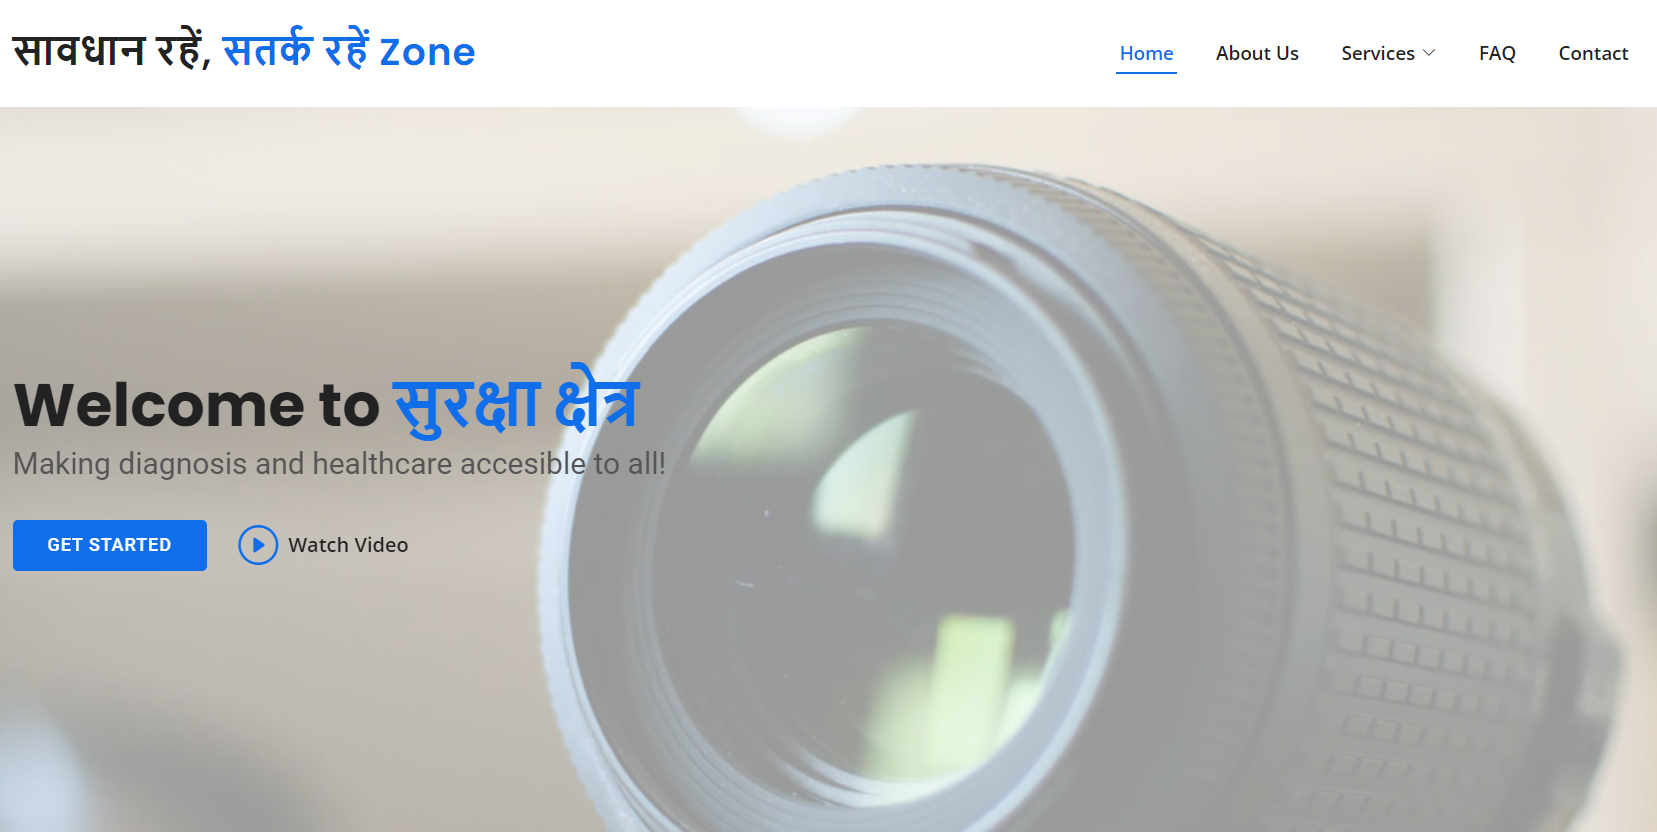 सावधान रहें, सतर्क रहें Zone
Home About Us Services FAQ Contact
Welcome to सुरक्षा क्षेत्र
Making diagnosis and healthcare accesible to all!
GET STARTED Watch Video